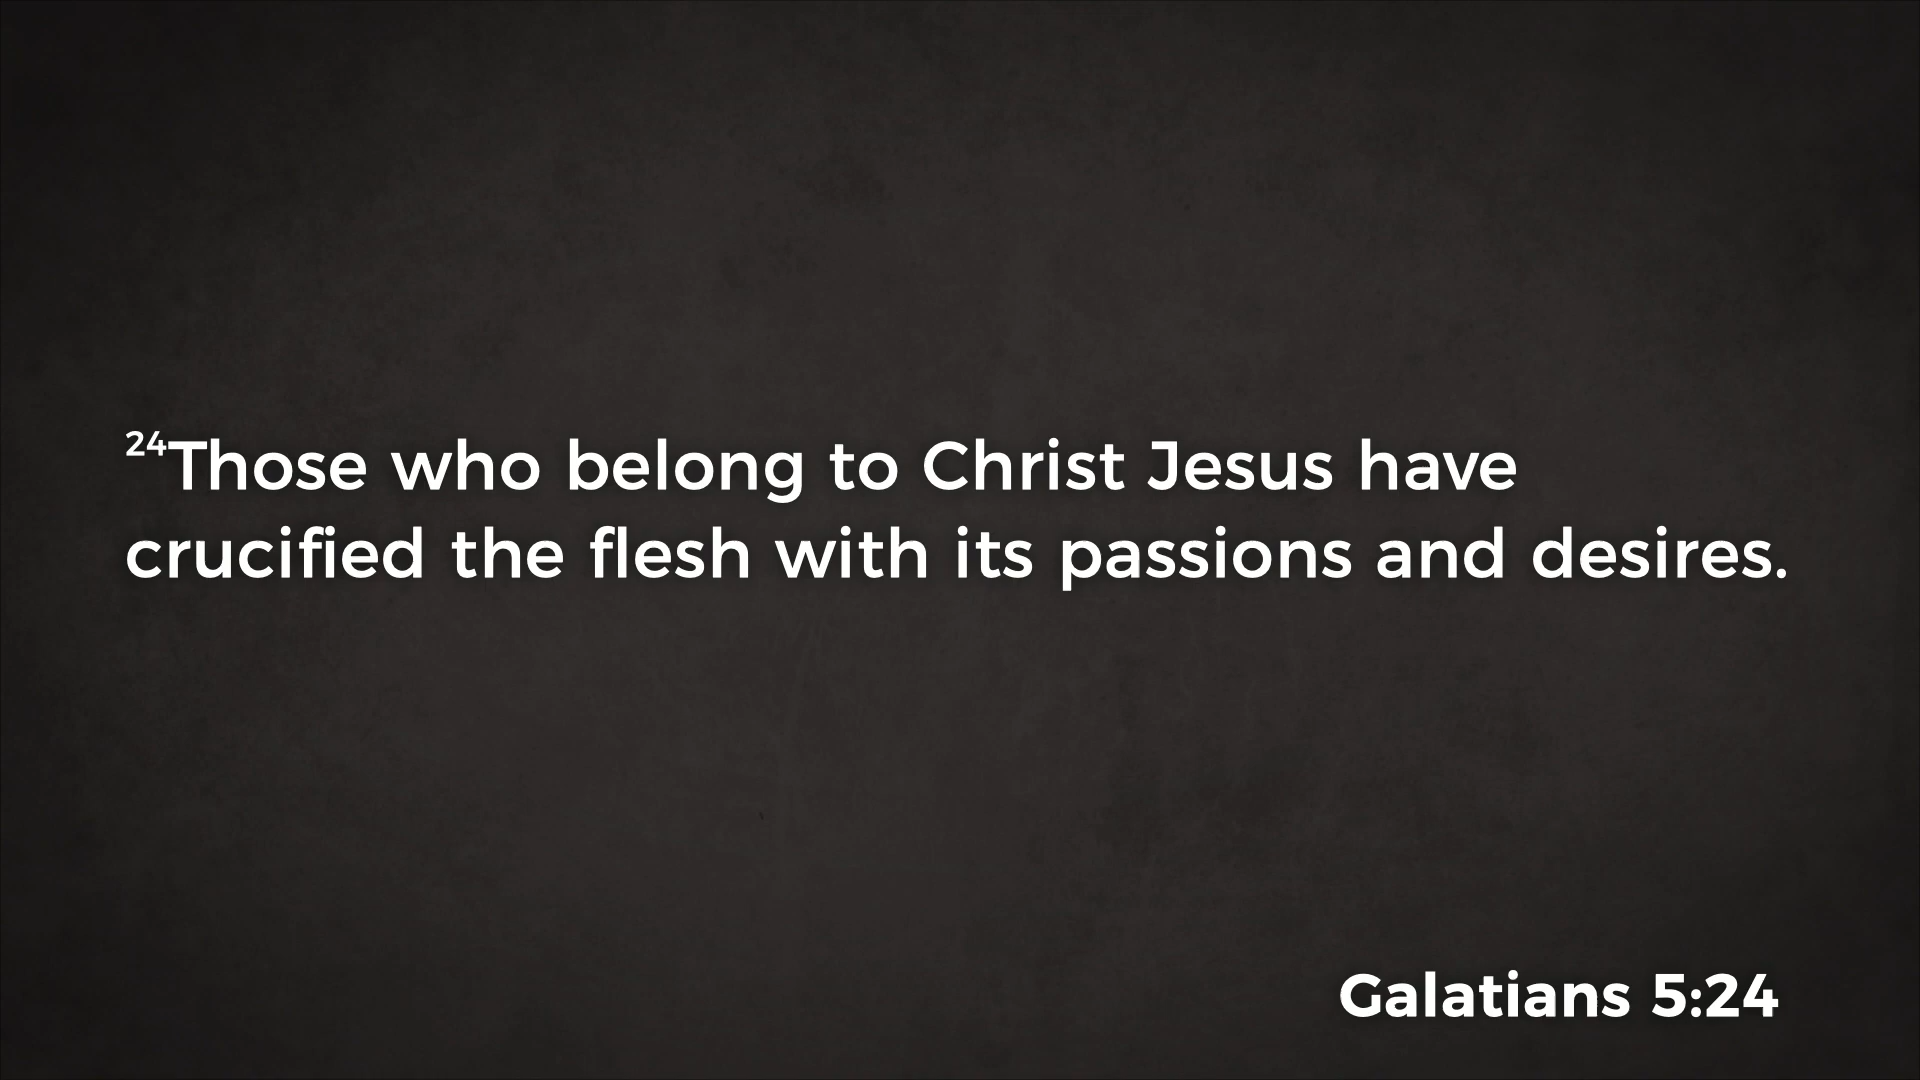 24Those who belong to Christ Jesus have
crucified the flesh with its passions and desires.
Galatians 5:24